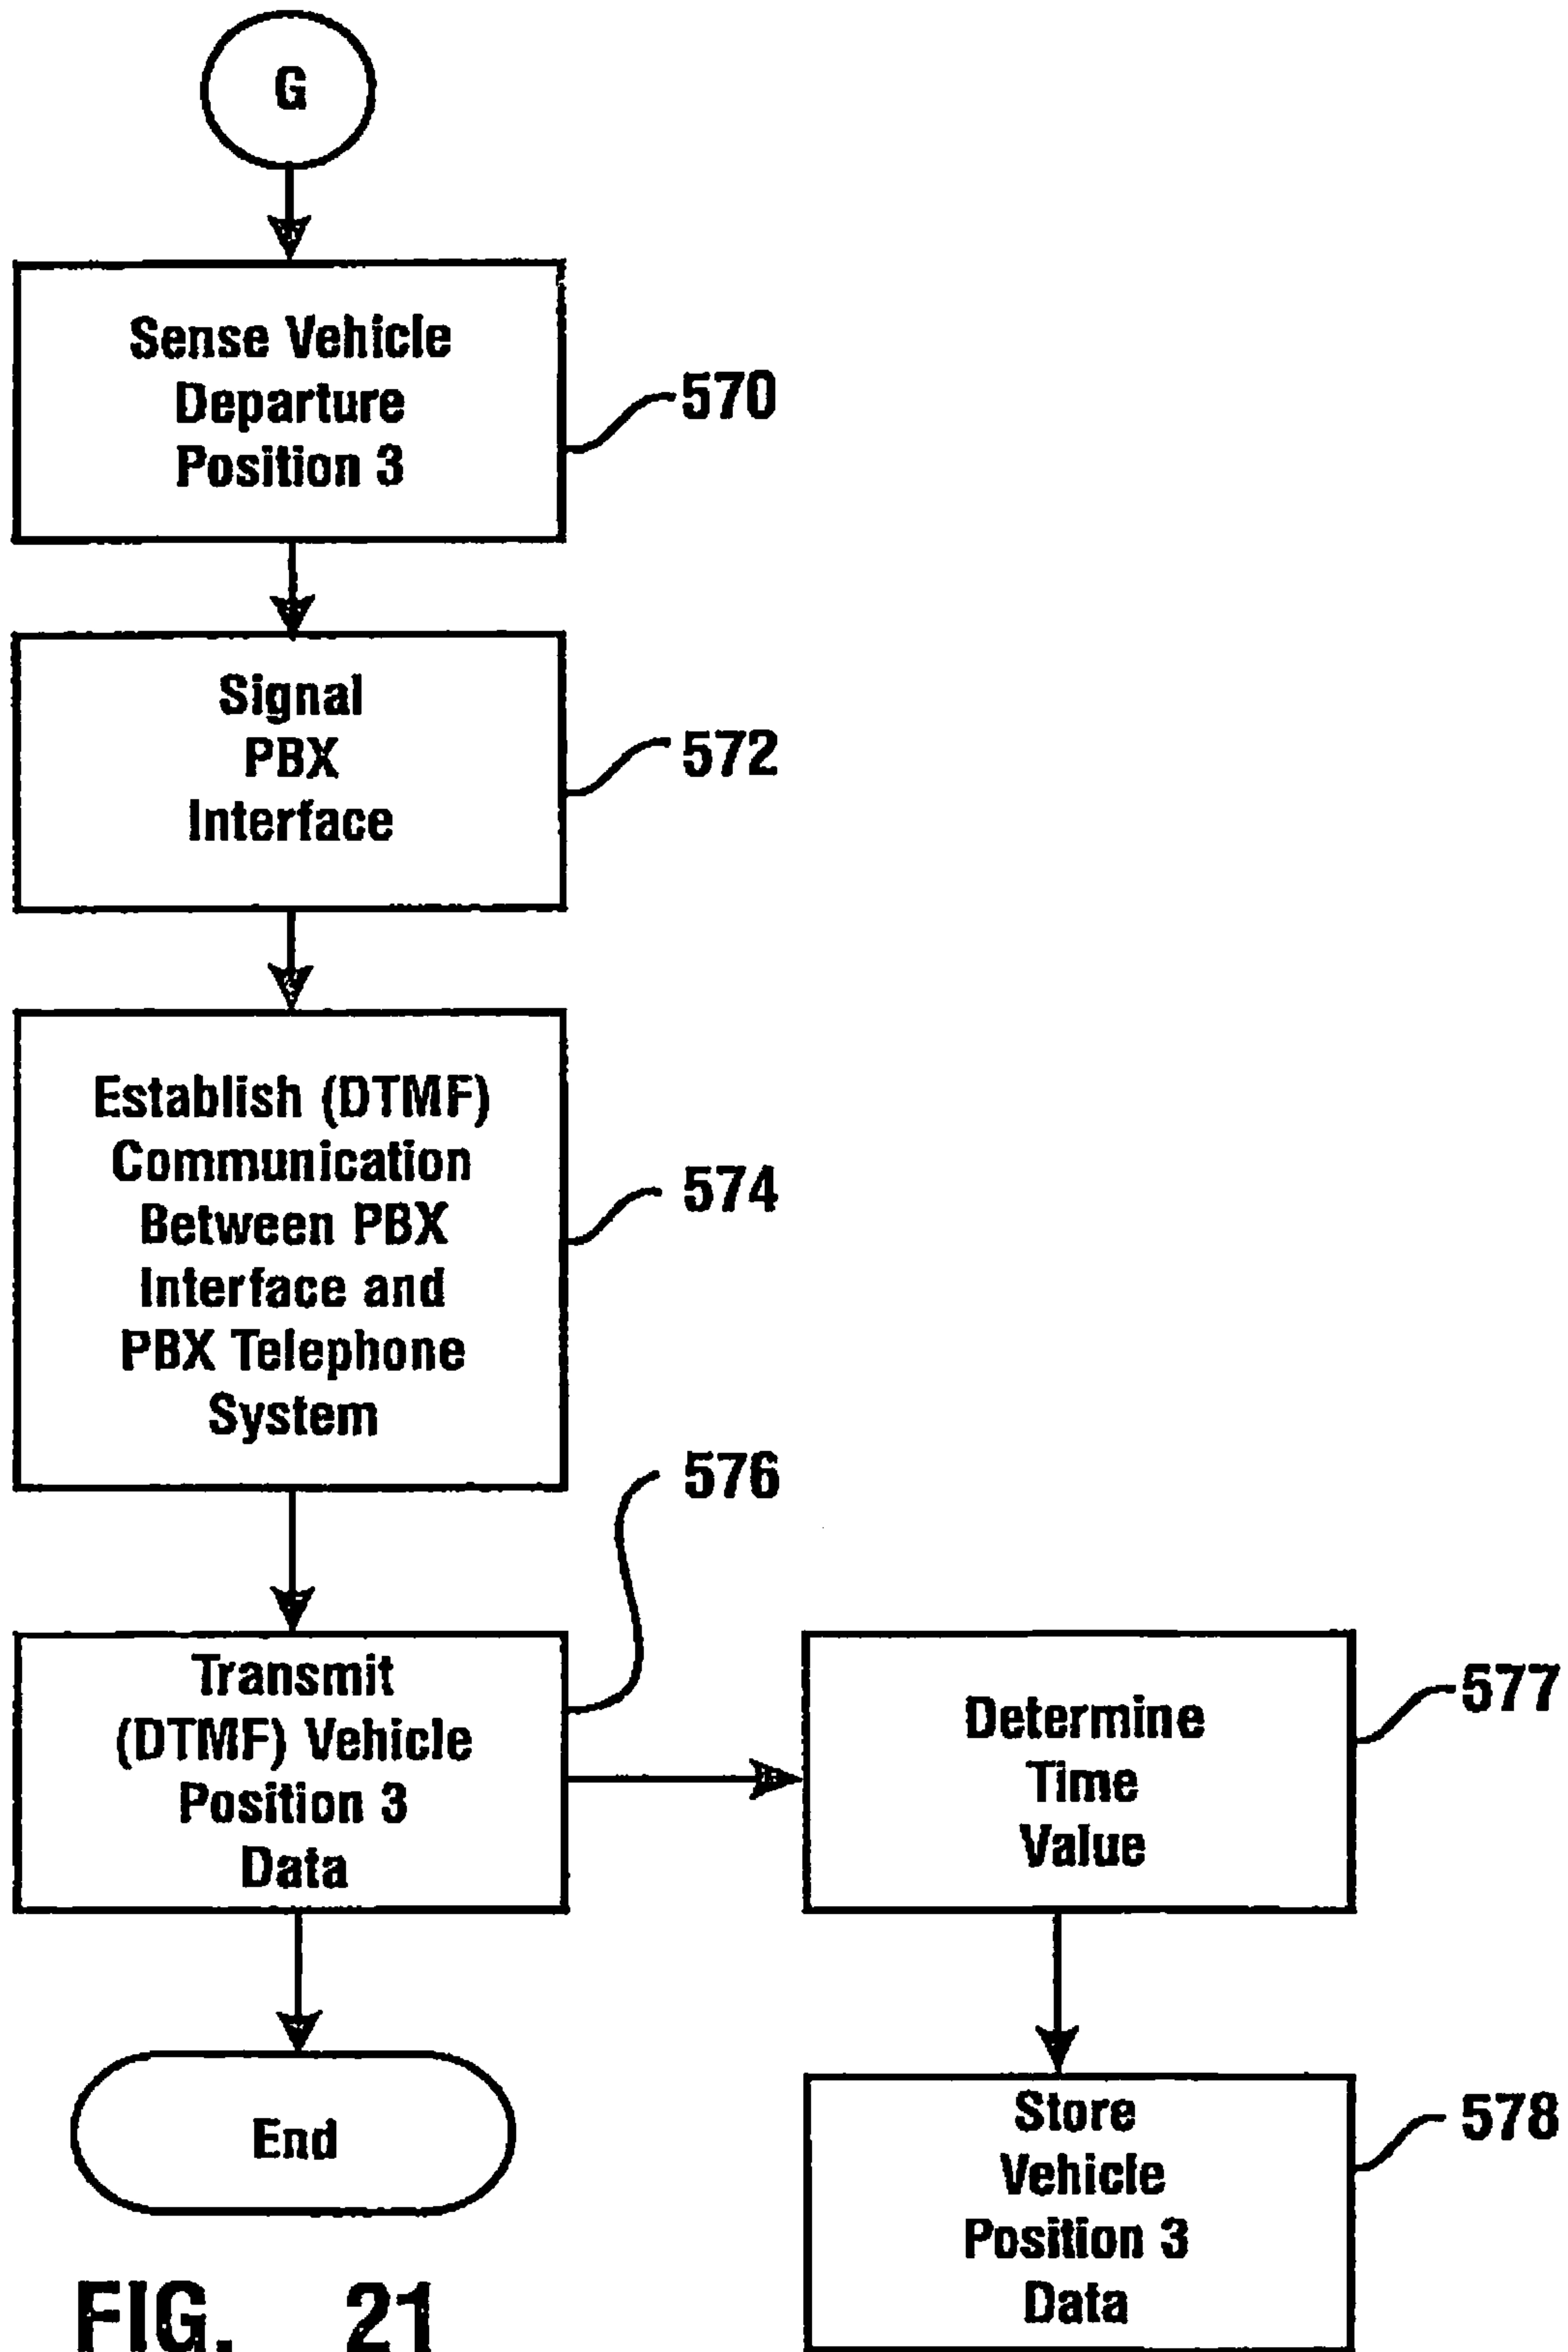 G
Sense Vehicle
Departure
Position 3
570
Signal
PBX
Interface
572
Establish (DTMF)
Communication
Between PBX
Interface and
PBX Telephone
System
574
576
Transmit
(DTMF) Vehicle
Position 3
Data
Determine
Time
Value
577
End
Store
Vehicle
Position 3
Data
578
FIG. 21